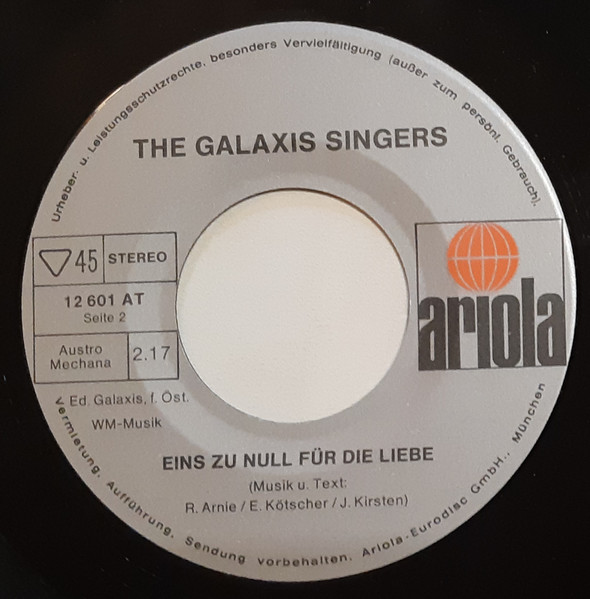 Urheber- u. Leistungsschutzrechte, besonders Vervielfältigung (außer zum persönl. Gebrauch),
THE GALAXIS SINGERS
45 STEREO
12 601 AT
Seite 2
Austro
Mechana
2.17
ariola
Ed. Galaxis, f. Öst.
WM-Musik
EINS ZU NULL FÜR DIE LIEBE
(Musik u. Text:
R. Arnie / E. Kötscher / J. Kirsten)
Vermietung, Aufführung, Sendung vorbehalten. Ariola-Eurodisc GmbH., München